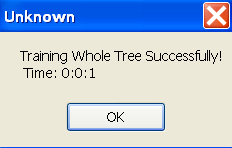 Unknown
Training Whole Tree Successfully!
Time: 0:0:1
OK